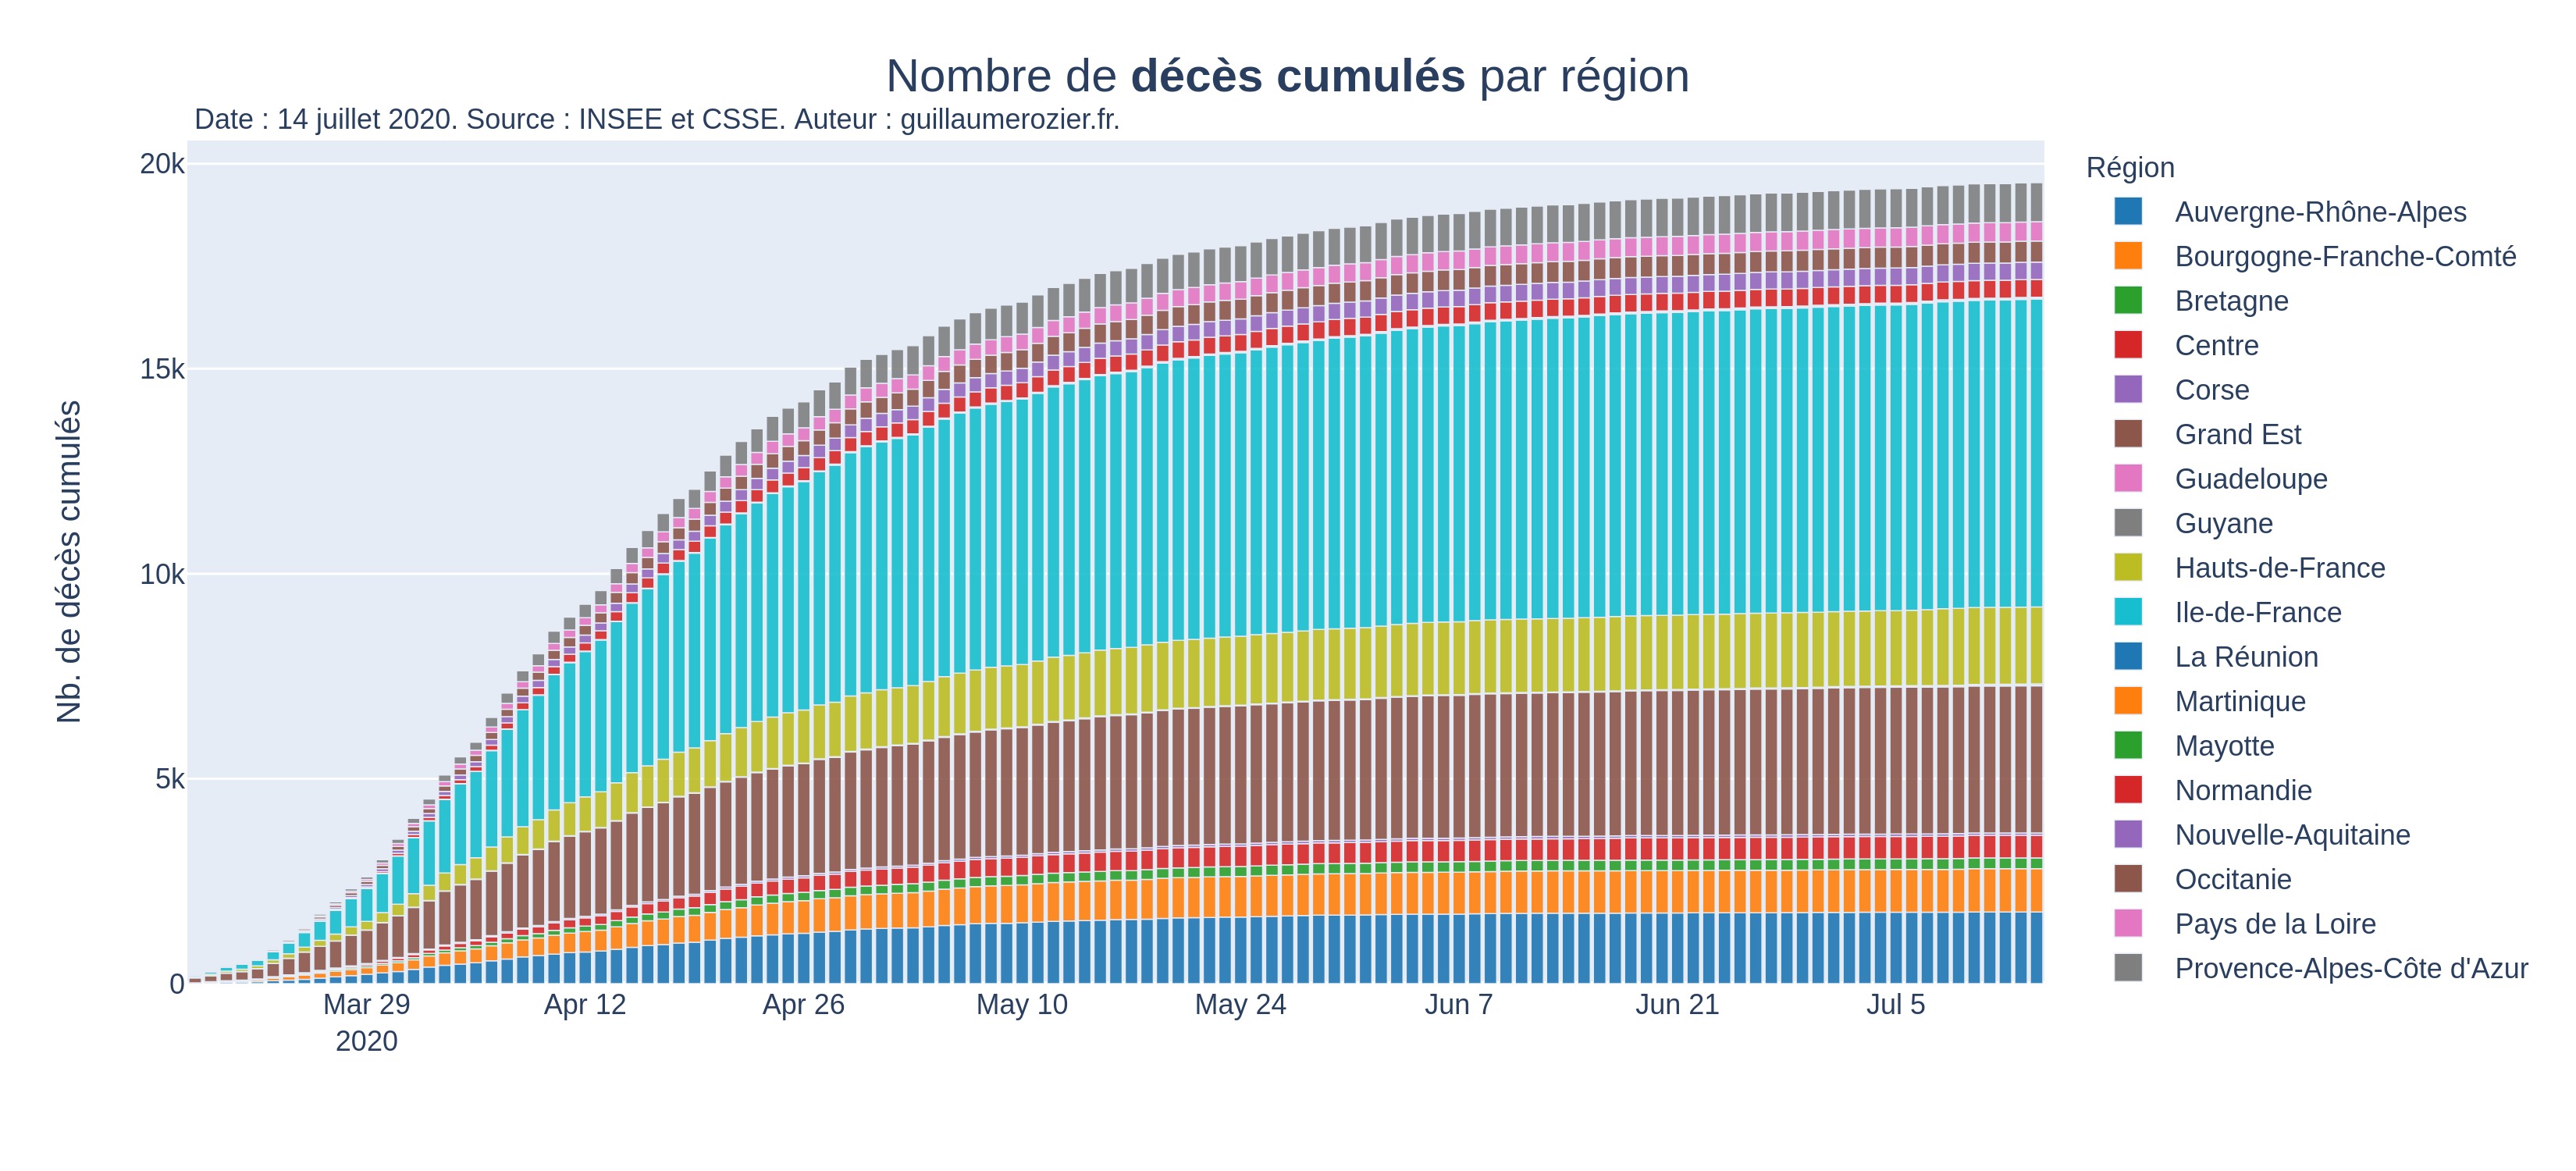 Nombre de décès cumulés par région
Date : 14 juillet 2020. Source : INSEE et CSSE. Auteur : guillaumerozier.fr.
Nb. de décès cumulés
20k
15k
10k
5k
0
Mar 29
2020
Apr 12
Apr 26
May 10
May 24
Jun 7
Jun 21
Jul 5
Région
Auvergne-Rhône-Alpes
Bourgogne-Franche-Comté
Bretagne
Centre
Corse
Grand Est
Guadeloupe
Guyane
Hauts-de-France
Ile-de-France
La Réunion
Martinique
Mayotte
Normandie
Nouvelle-Aquitaine
Occitanie
Pays de la Loire
Provence-Alpes-Côte d'Azur